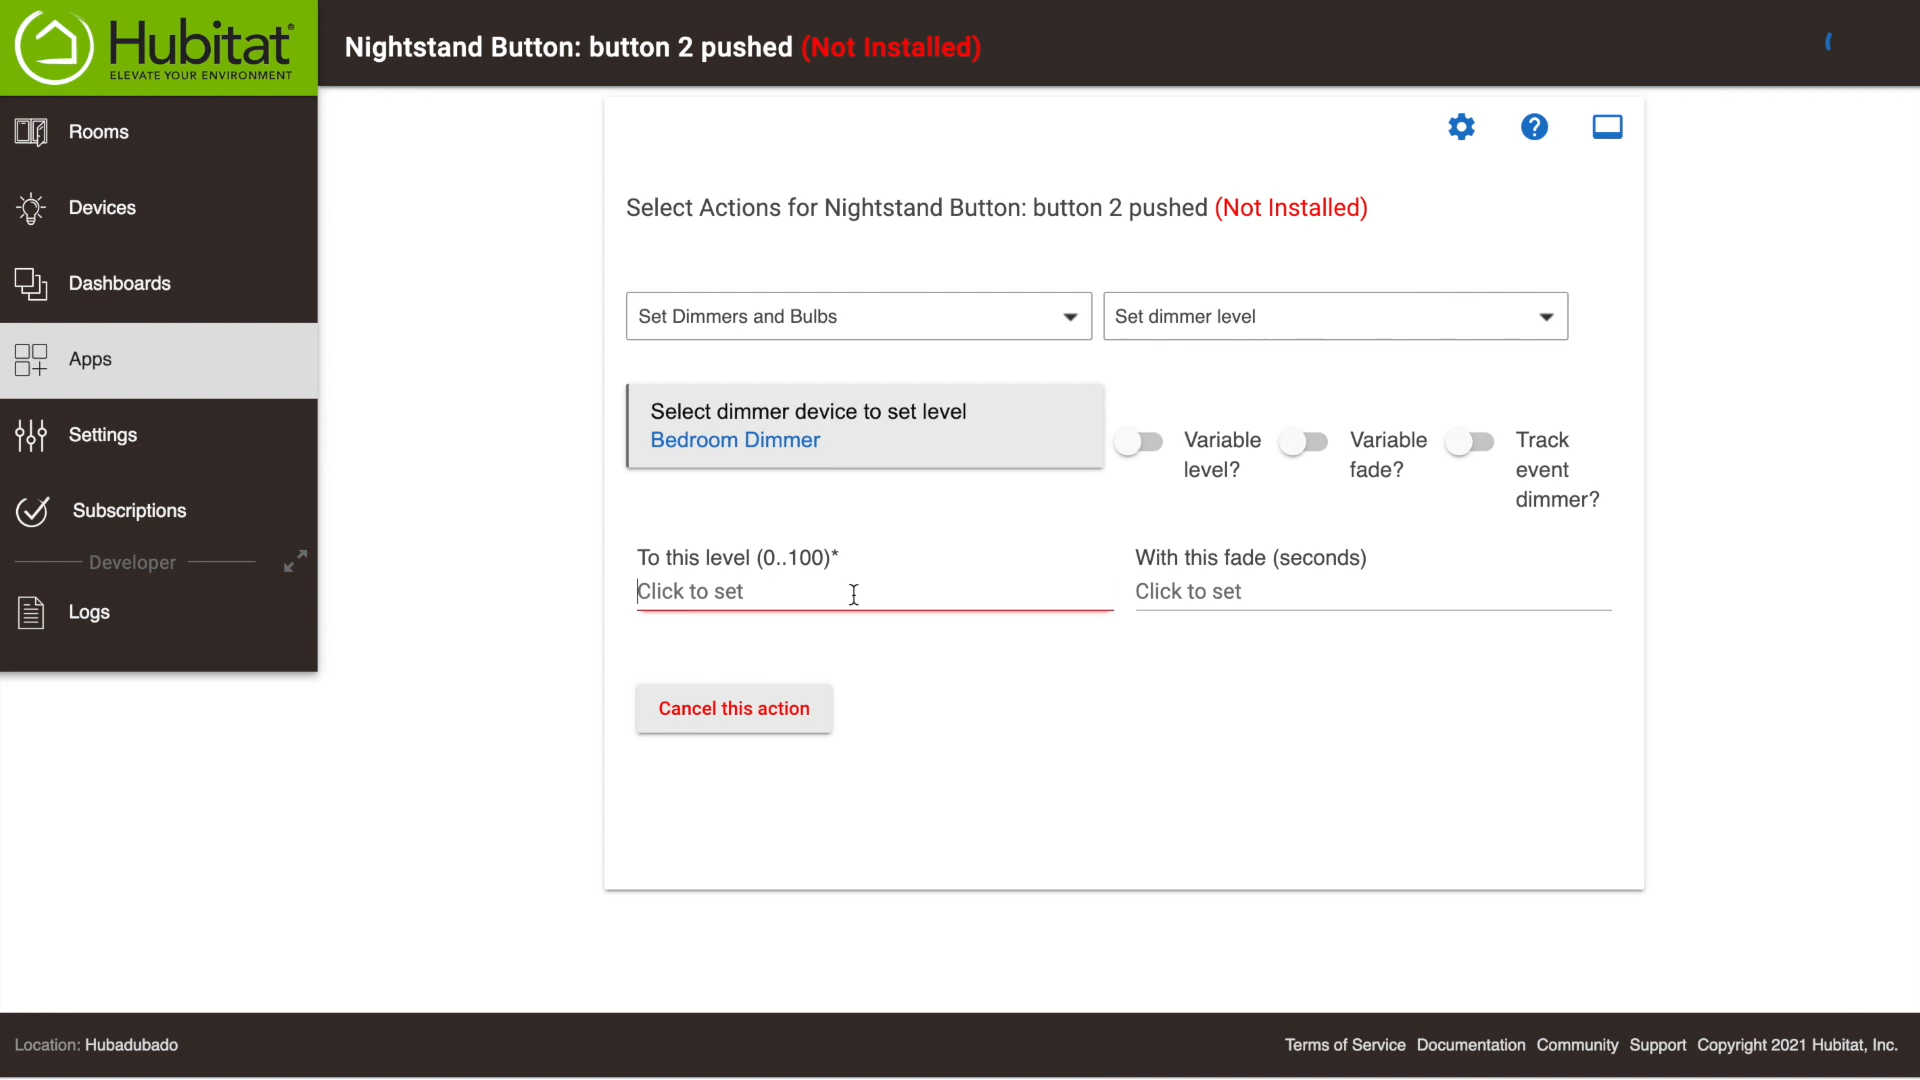 Hubitat®
ELEVATE YOUR ENVIRONMENT
Nightstand Button: button 2 pushed (Not Installed)
Rooms
Devices
Dashboards
Apps
Settings
Subscriptions
Developer
Logs
Select Actions for Nightstand Button: button 2 pushed (Not Installed)
Set Dimmers and Bulbs
Set dimmer level
Select dimmer device to set level
Bedroom Dimmer
Variable
level?
Variable
fade?
Track
event
dimmer?
To this level (0..100)*
Click to set
With this fade (seconds)
Click to set
Cancel this action
Location: Hubadubado
Terms of Service Documentation Community Support Copyright 2021 Hubitat, Inc.